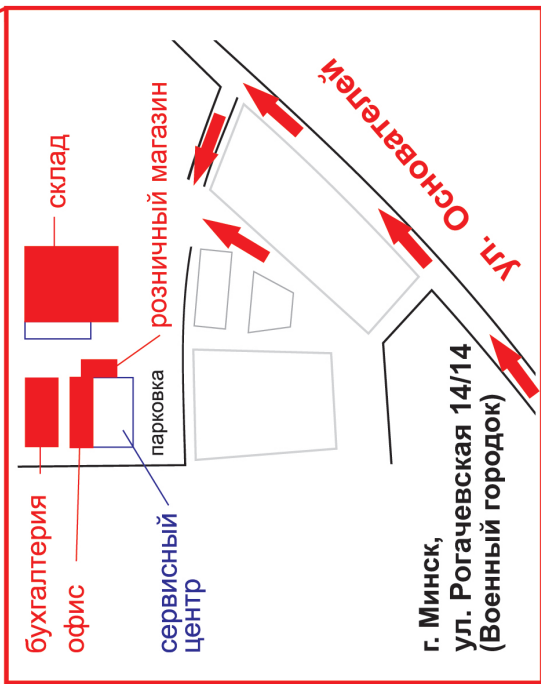 бухгалтерия
офис
сервисный
центр
парковка
розничный магазин
склад
ул. Основателей
г. Минск,
ул. Рогачевская 14/14
(Военный городок)